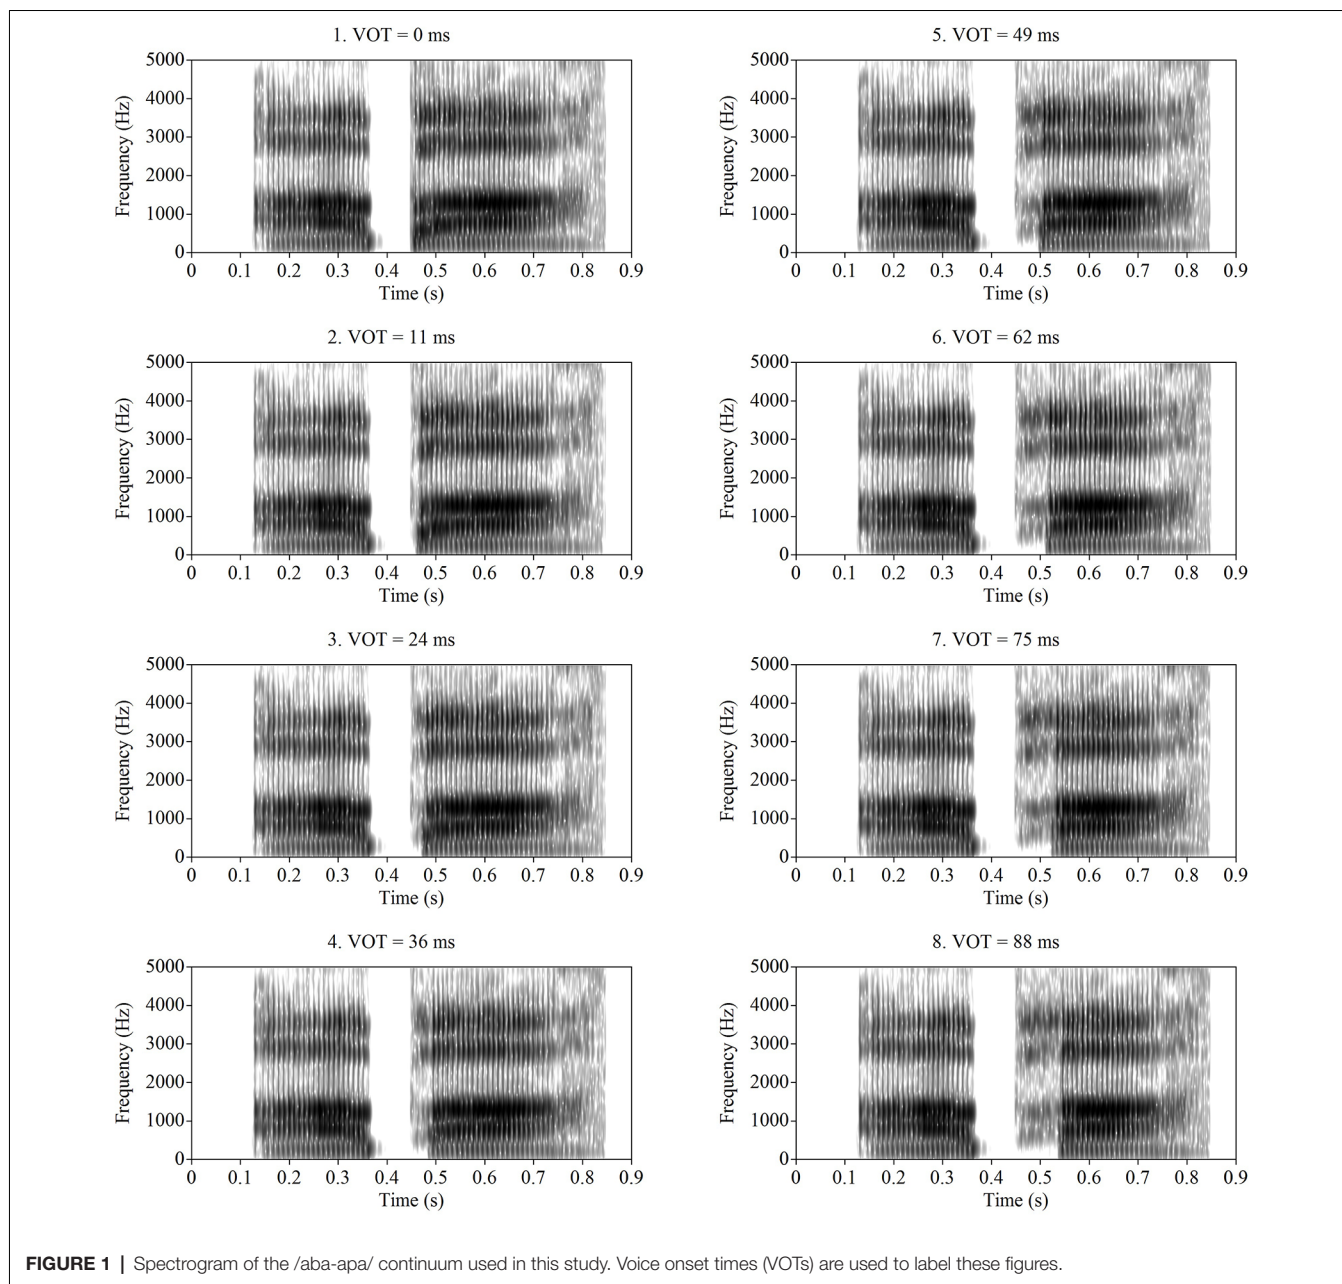 1. VOT = 0 ms
5000
4000
3000
2000
1000
0
Frequency (Hz)
0 0.1 0.2 0.3 0.4 0.5 0.6 0.7 0.8 0.9
Time (s)
2. VOT = 11 ms
5000
4000
3000
2000
1000
0
Frequency (Hz)
0 0.1 0.2 0.3 0.4 0.5 0.6 0.7 0.8 0.9
Time (s)
3. VOT = 24 ms
5000
4000
3000
2000
1000
0
Frequency (Hz)
0 0.1 0.2 0.3 0.4 0.5 0.6 0.7 0.8 0.9
Time (s)
4. VOT = 36 ms
5000
4000
3000
2000
1000
0
Frequency (Hz)
0 0.1 0.2 0.3 0.4 0.5 0.6 0.7 0.8 0.9
Time (s)
5. VOT = 49 ms
5000
4000
3000
2000
1000
0
Frequency (Hz)
0 0.1 0.2 0.3 0.4 0.5 0.6 0.7 0.8 0.9
Time (s)
6. VOT = 62 ms
5000
4000
3000
2000
1000
0
Frequency (Hz)
0 0.1 0.2 0.3 0.4 0.5 0.6 0.7 0.8 0.9
Time (s)
7. VOT = 75 ms
5000
4000
3000
2000
1000
0
Frequency (Hz)
0 0.1 0.2 0.3 0.4 0.5 0.6 0.7 0.8 0.9
Time (s)
8. VOT = 88 ms
5000
4000
3000
2000
1000
0
Frequency (Hz)
0 0.1 0.2 0.3 0.4 0.5 0.6 0.7 0.8 0.9
Time (s)
FIGURE 1 | Spectrogram of the /aba-apa/ continuum used in this study. Voice onset times (VOTs) are used to label these figures.